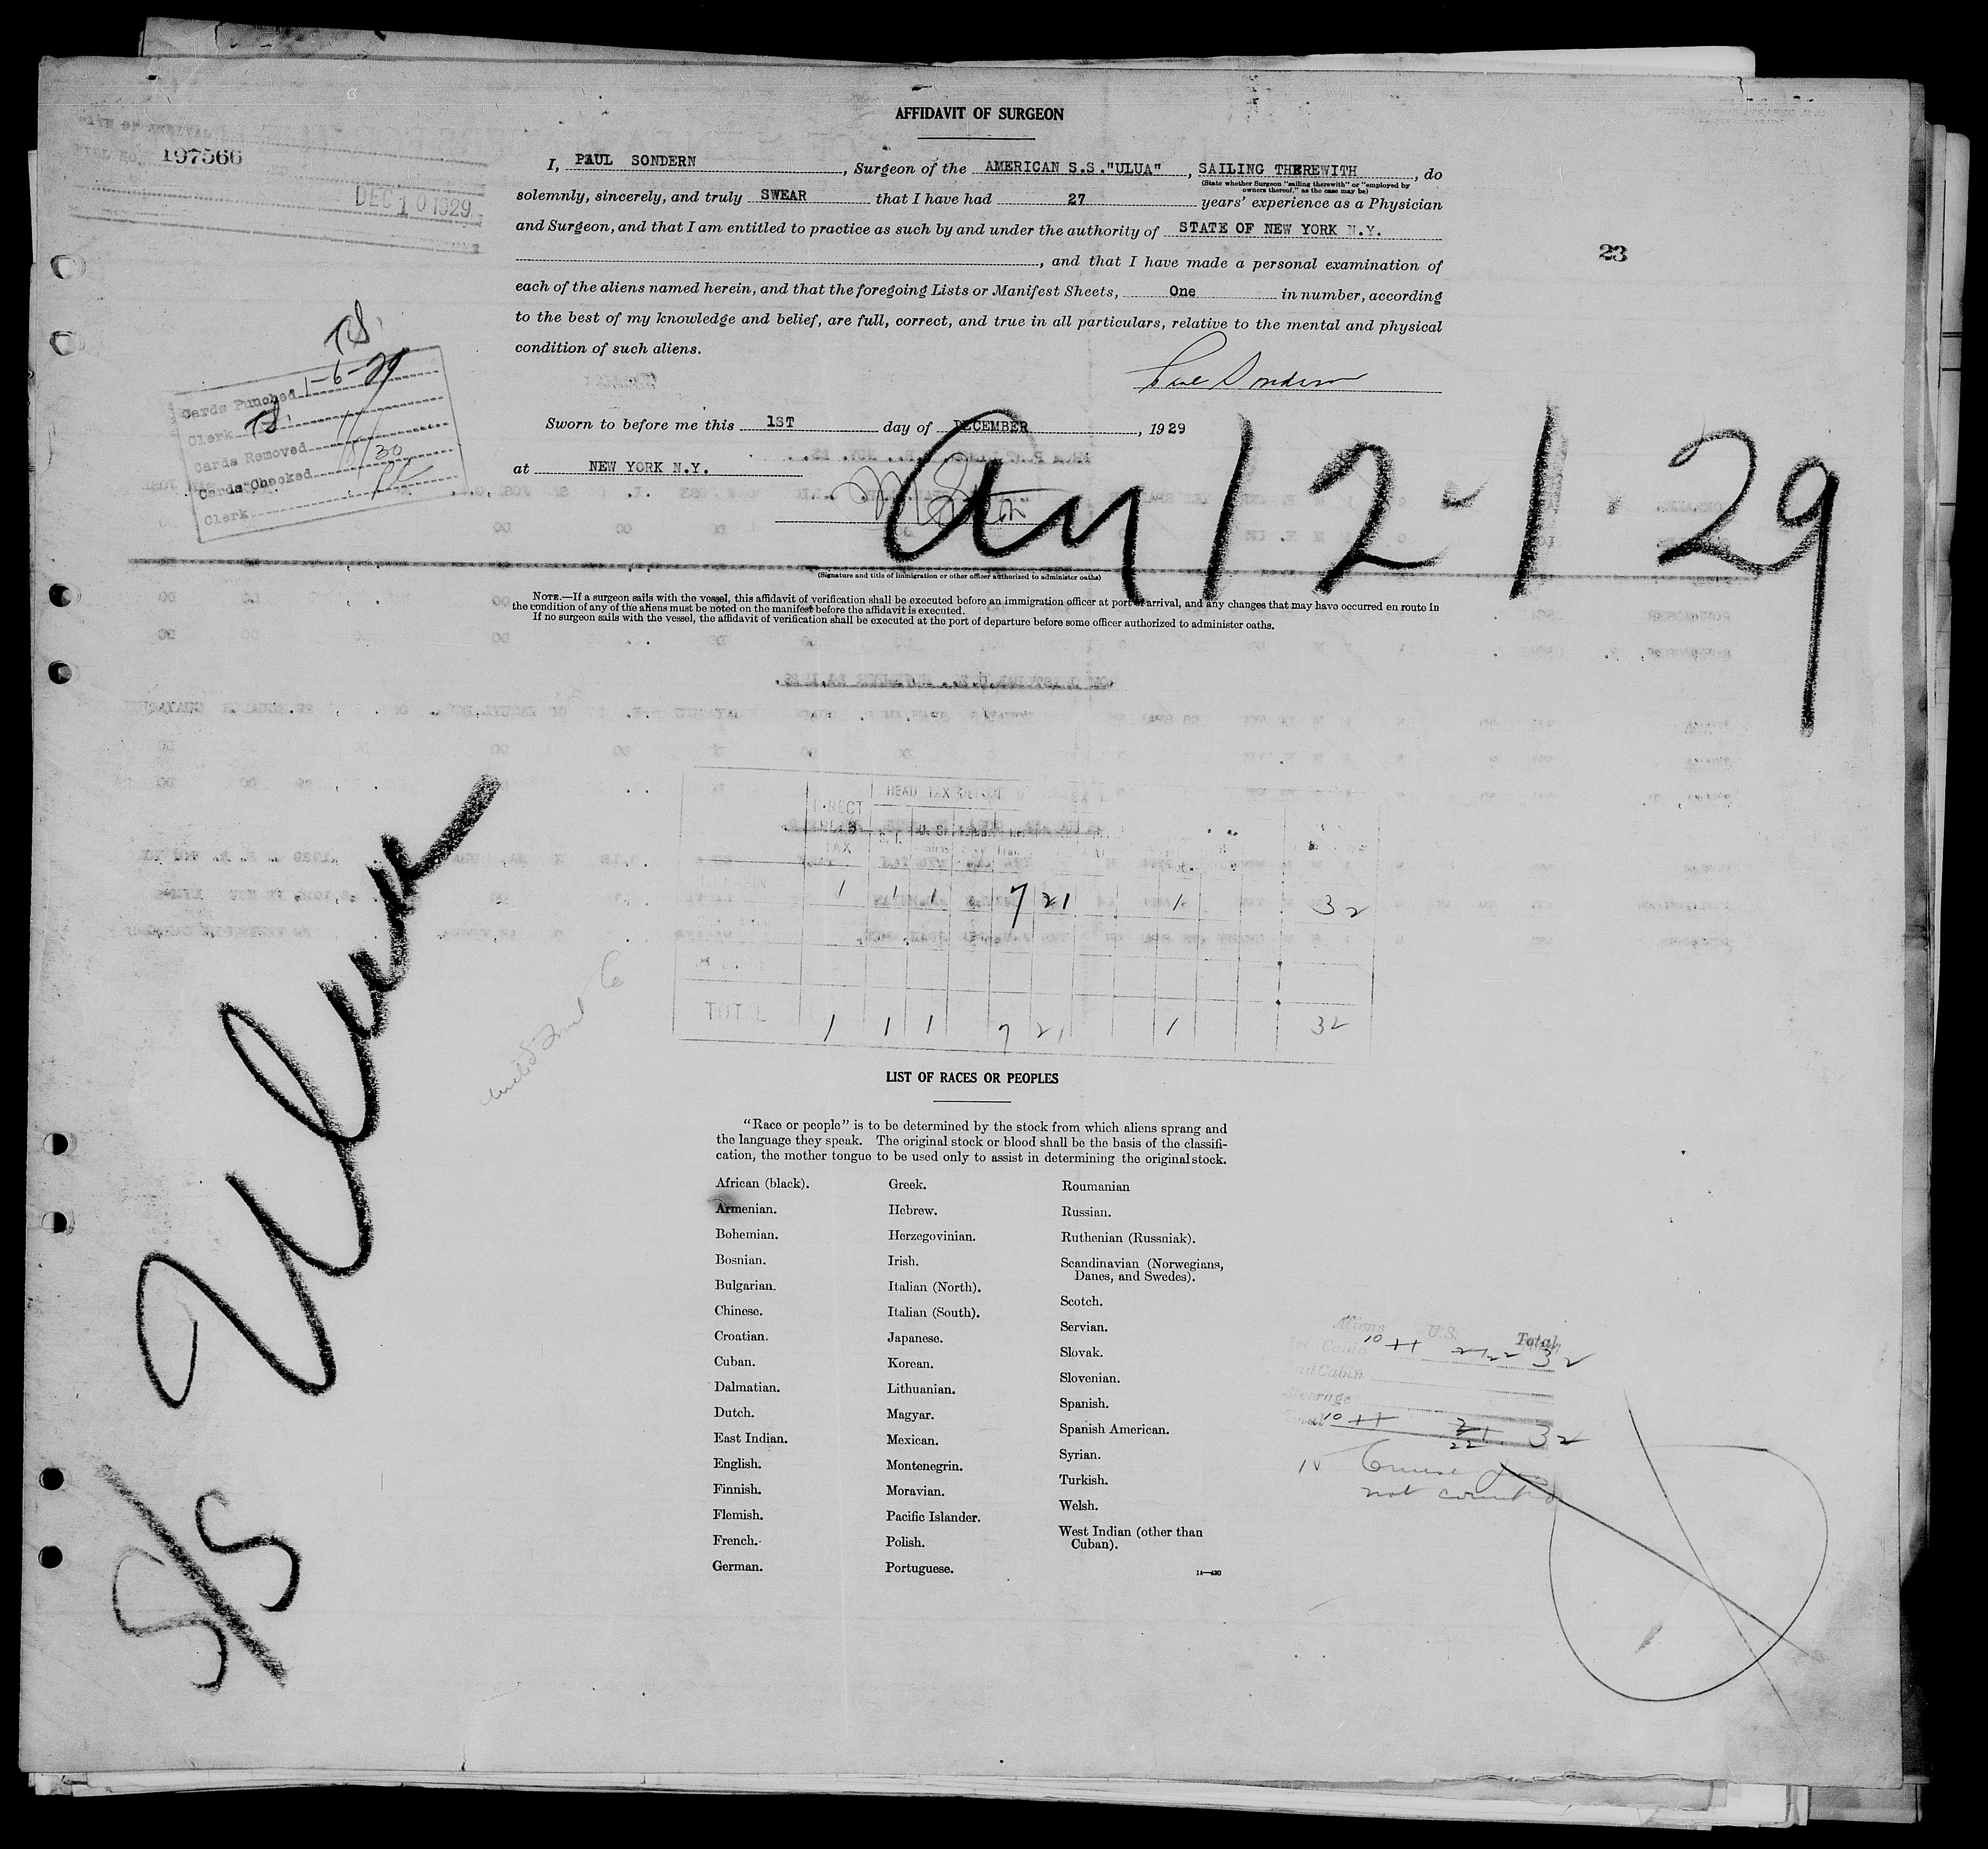 AFFIDAVIT OF SURGEON
197566
DEC 10 1929
I, PAUL SONDERN, Surgeon of the AMERICAN S.S."ULUA", SAILING THEREWITH, do
(State whether Surgeon "sailing therewith" or "employed by owners thereof," as the case may be)
solemnly, sincerely, and truly SWEAR that I have had 27 years' experience as a Physician
and Surgeon, and that I am entitled to practice as such by and under the authority of STATE OF NEW YORK N.Y.
, and that I have made a personal examination of
23
each of the aliens named herein, and that the foregoing Lists or Manifest Sheets, One in number, according
to the best of my knowledge and belief, are full, correct, and true in all particulars, relative to the mental and physical
condition of such aliens.
Paul Sondern
Cards Punched 1-6-29
Clerk
Cards Removed
Cards Checked
Clerk
Sworn to before me this 1ST day of DECEMBER, 1929
at NEW YORK N.Y.
12-1-29
(Signature and title of immigration or other officer authorized to administer oaths)
NOTE.—If a surgeon sails with the vessel, this affidavit of verification shall be executed before an immigration officer at port of arrival, and any changes that may have occurred en route in
the condition of any of the aliens must be noted on the manifest before the affidavit is executed.
If no surgeon sails with the vessel, the affidavit of verification shall be executed at the port of departure before some officer authorized to administer oaths.
S/S Ulua
DIRECT HEAD TAX
TAX
1 1 1 7 21 1 32
TOTAL 1 1 1 7 21 1 32
LIST OF RACES OR PEOPLES
"Race or people" is to be determined by the stock from which aliens sprang and
the language they speak. The original stock or blood shall be the basis of the classifi-
cation, the mother tongue to be used only to assist in determining the original stock.
African (black).
Armenian.
Bohemian.
Bosnian.
Bulgarian.
Chinese.
Croatian.
Cuban.
Dalmatian.
Dutch.
East Indian.
English.
Finnish.
Flemish.
French.
German.
Greek.
Hebrew.
Herzegovinian.
Irish.
Italian (North).
Italian (South).
Japanese.
Korean.
Lithuanian.
Magyar.
Mexican.
Montenegrin.
Moravian.
Pacific Islander.
Polish.
Portuguese.
Roumanian
Russian.
Ruthenian (Russniak).
Scandinavian (Norwegians,
Danes, and Swedes).
Scotch.
Servian.
Slovak.
Slovenian.
Spanish.
Spanish American.
Syrian.
Turkish.
Welsh.
West Indian (other than
Cuban).
14—430
Aliens U.S. Total
Cabin 10 22 32
2nd Cabin
Steerage
Total 10 22 32
not counted